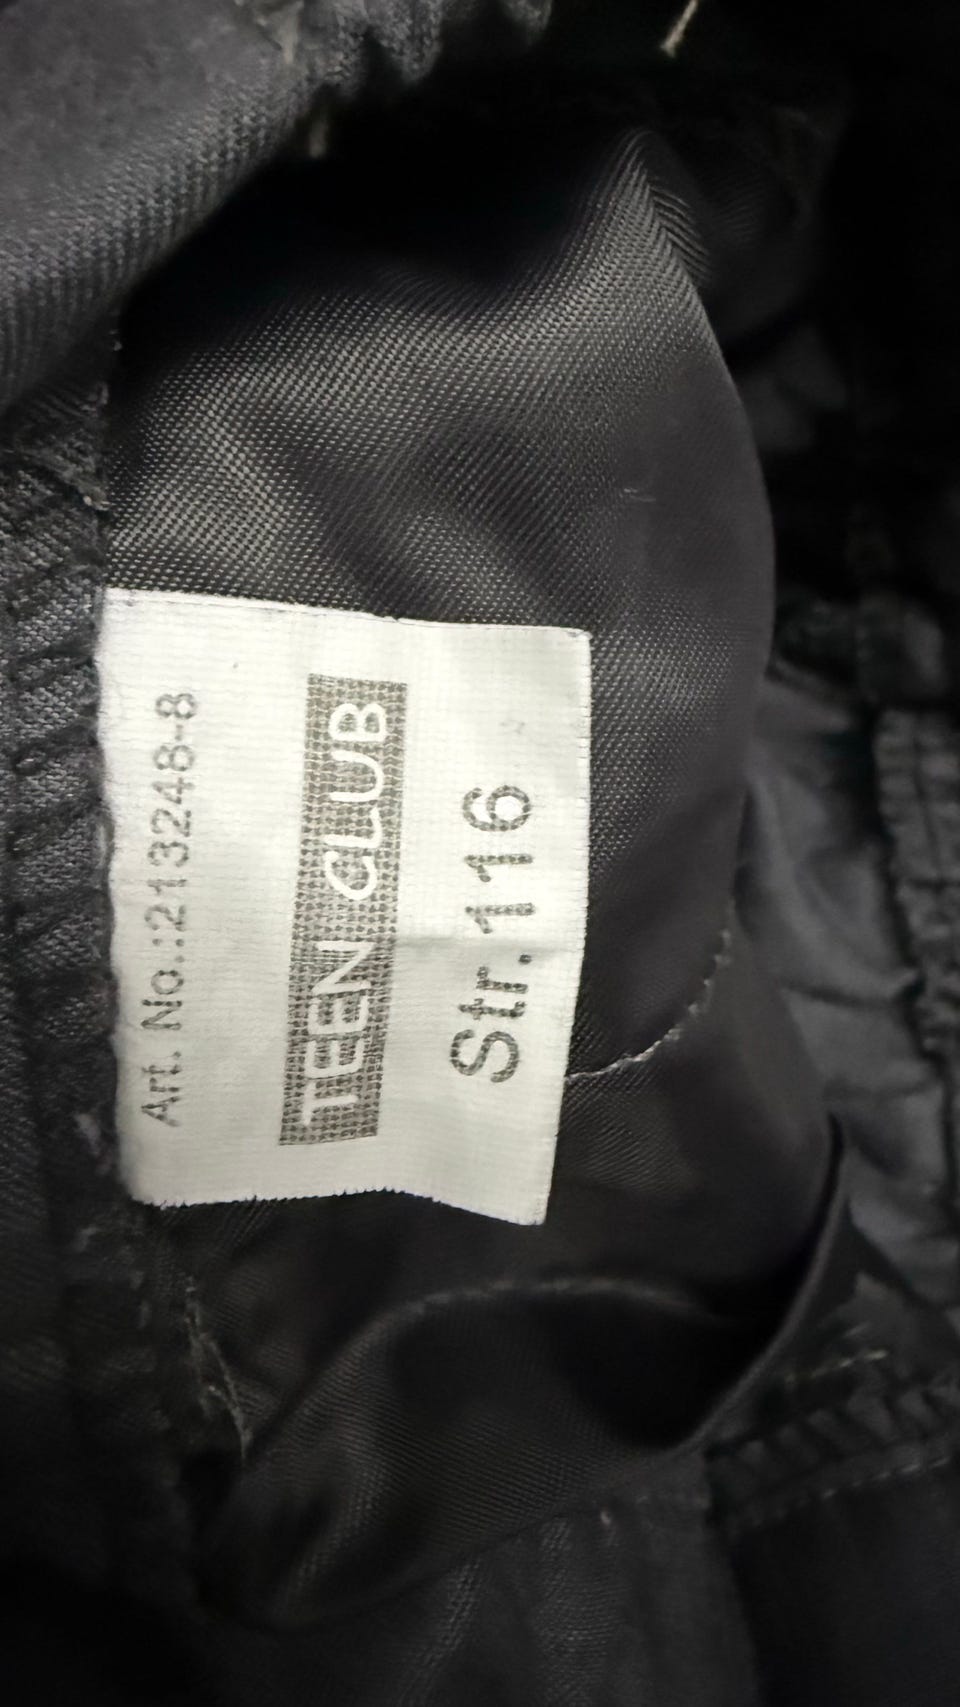 Art. No.:213248-8
TEEN CLUB
Str.116